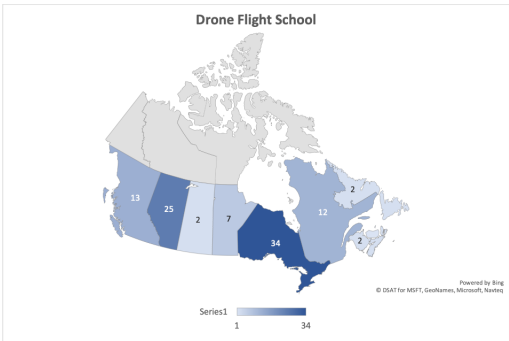 Drone Flight School
13
25
2
7
34
12
2
2
Powered by Bing
© DSAT for MSFT, GeoNames, Microsoft, Navteq
Series1
1 34